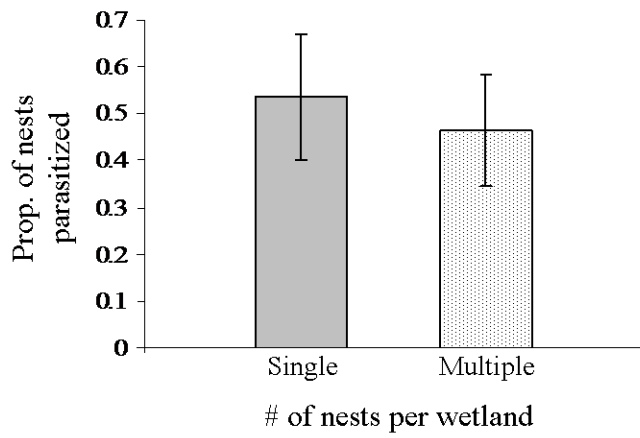 0.7
0.6
0.5
0.4
0.3
0.2
0.1
0
Prop. of nests
parasitized
Single Multiple
# of nests per wetland